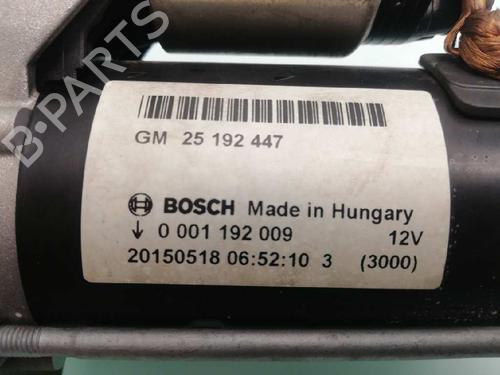 B-PARTS
GM 25 192 447
BOSCH Made in Hungary
↓ 0 001 192 009 12V
20150518 06:52:10 3 (3000)